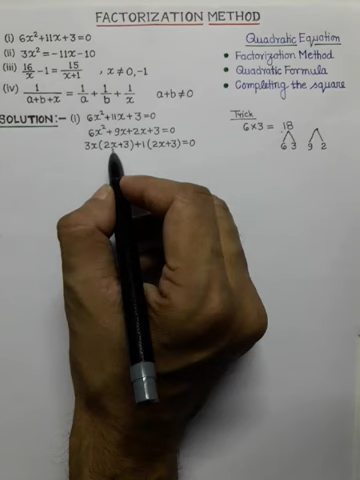 FACTORIZATION METHOD
(i) 6x²+11x+3=0
(ii) 3x² = -11x-10
(iii) 16/x - 1 = 15/(x+1) , x ≠ 0, -1
(iv) 1/(a+b+x) = 1/a + 1/b + 1/x a+b≠0
Quadratic Equation
• Factorization Method
• Quadratic Formula
• Completing the square
SOLUTION:- (i) 6x²+11x+3=0
6x²+9x+2x+3=0
3x(2x+3)+1(2x+3)=0
Trick
6×3 = 18
6 3 9 2